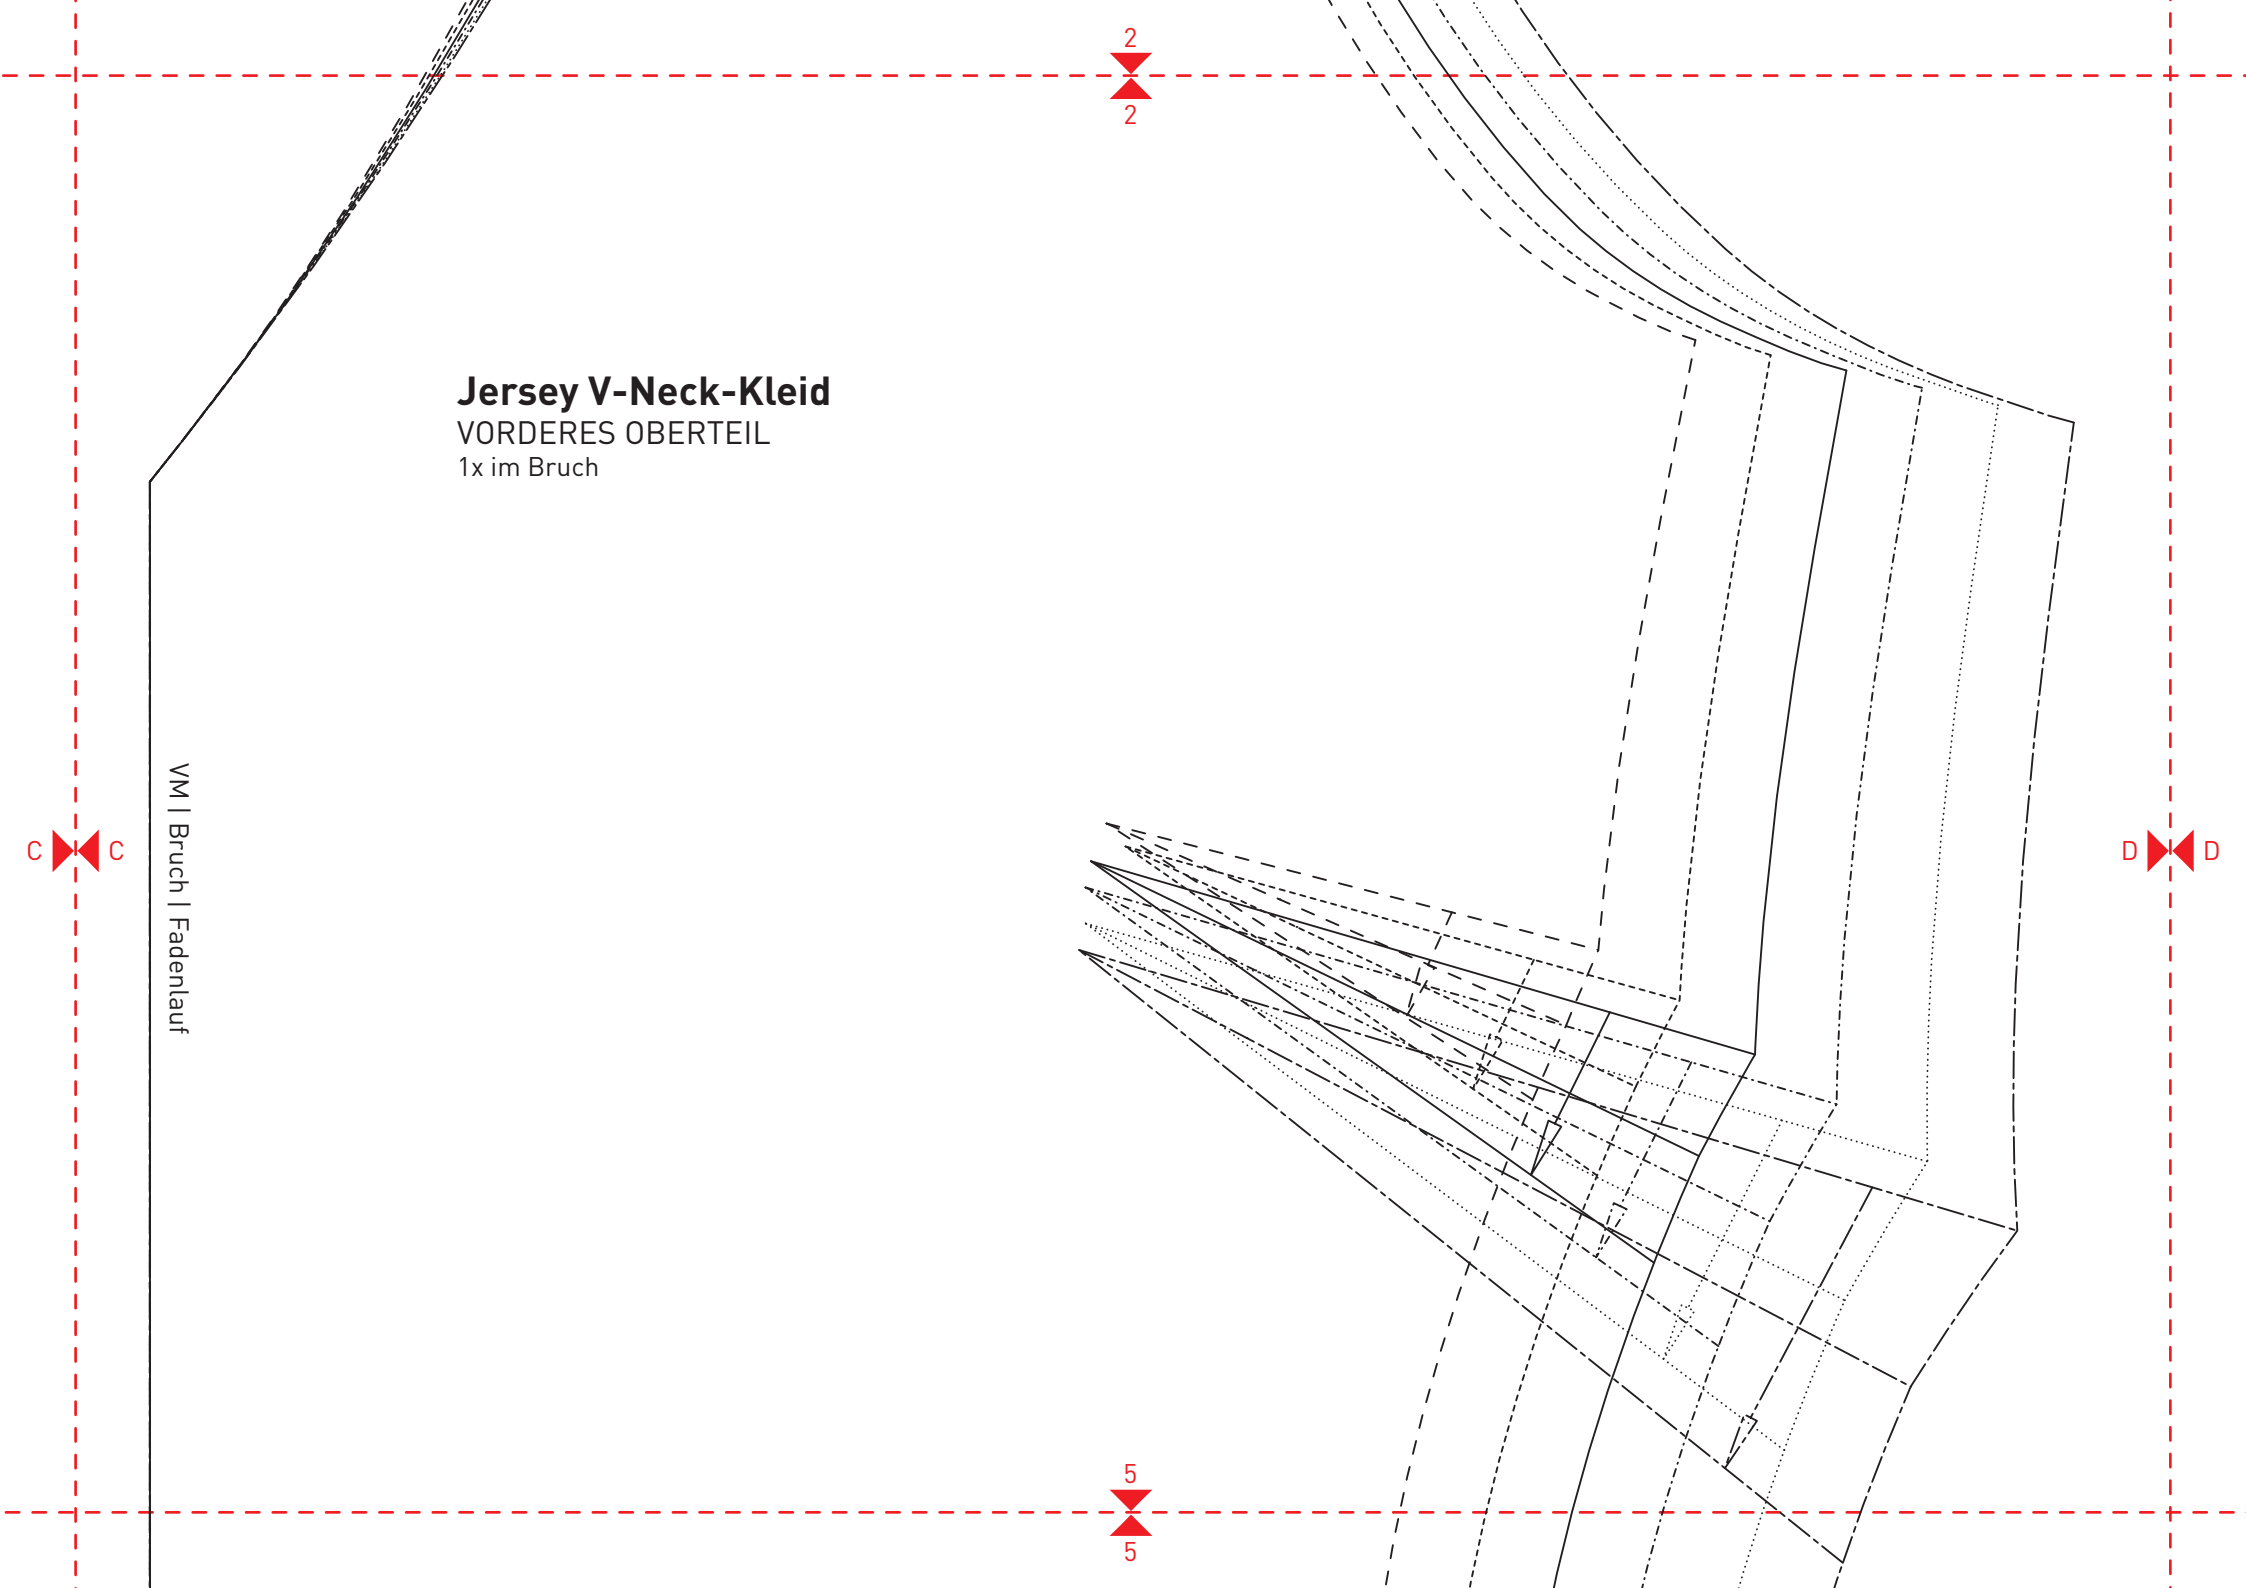 2
2
Jersey V-Neck-Kleid
VORDERES OBERTEIL
1x im Bruch
VM | Bruch | Fadenlauf
C C
D D
5
5